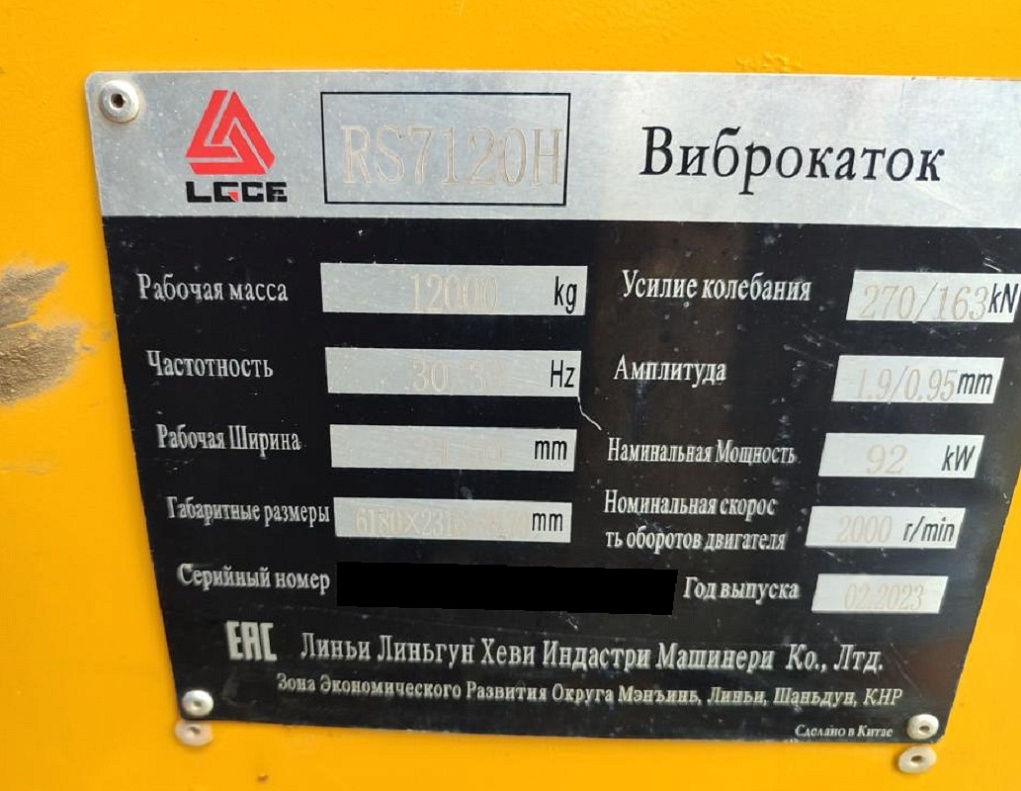 LGCE RS7120H Виброкаток
Рабочая масса 12000 kg Усилие колебания 270/163 kN
Частотность Hz Амплитуда 1.9/0.95 mm
Рабочая Ширина mm Наминальная Мощность 92 kW
Габаритные размеры mm Номинальная скорос
ть оборотов двигателя 2000 r/min
Серийный номер Год выпуска 02.2023
EAC Линьи Линьгун Хеви Индастри Машинери Ко., Лтд.
Зона Экономического Развития Округа Мэнъинь, Линьи, Шаньдун, КНР
Сделано в Китае